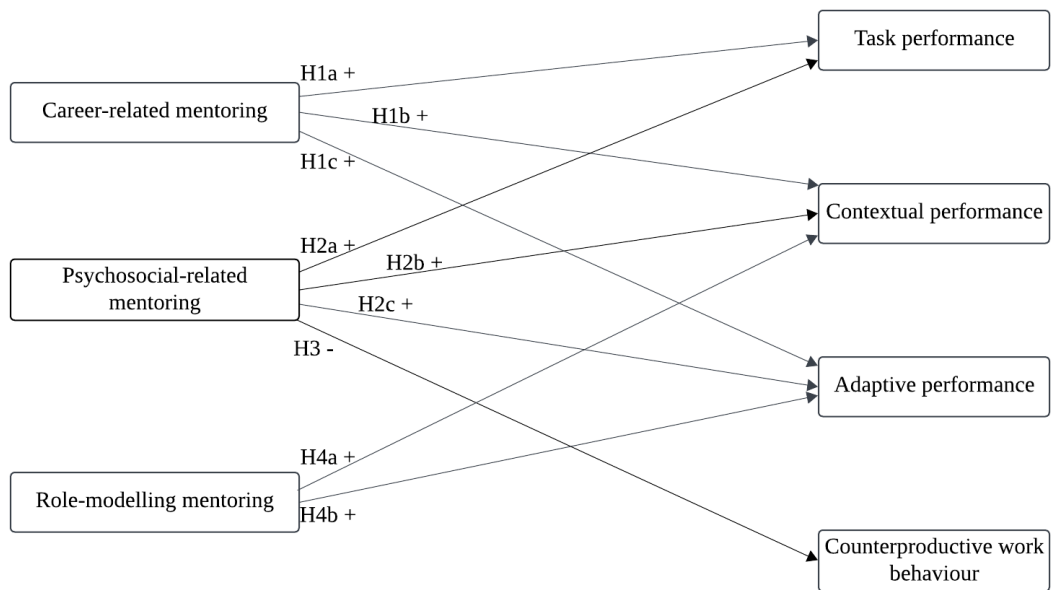 Task performance
H1a +
Career-related mentoring
H1b +
H1c +
Contextual performance
H2a +
H2b +
Psychosocial-related
mentoring
H2c +
H3 -
Adaptive performance
H4a +
Role-modelling mentoring
H4b +
Counterproductive work
behaviour